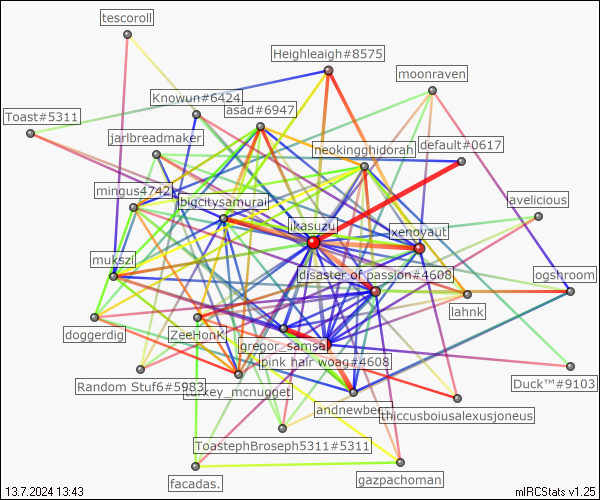 tescoroll
Heighleaigh#8575
moonraven
Knowun#6424
asad#6947
Toast#5311
jarlbreadmaker
default#0617
neokingghidorah
mingus4742
avelicious
bigcitysamurai
ikasuzu
xenoyaut
mukszi
disaster of passion#4608
ogshroom
lahnk
doggerdig
ZeeHonK
gregor_samsa
pink hair woag#4608
Random Stuf6#5983
turkey_mcnugget
Duck™#9103
andnewbee
thiccusboiusalexusjoneus
ToastephBroseph5311#5311
facadas.
gazpachoman
13.7.2024 13:43
mIRCStats v1.25